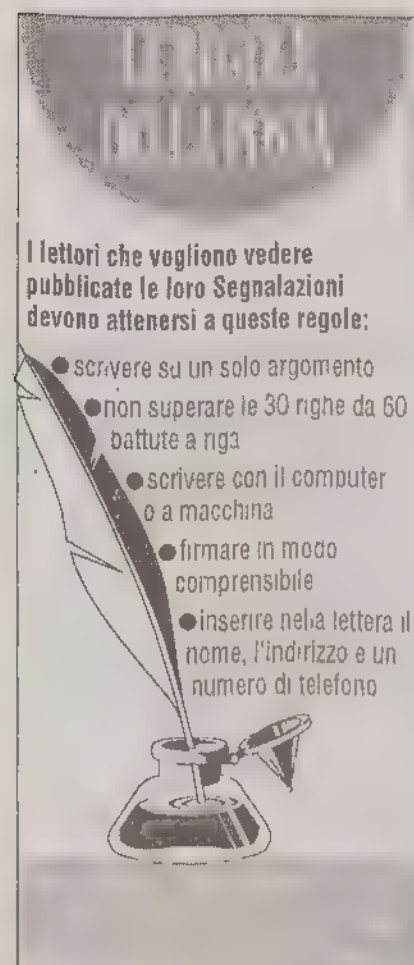 I lettori che vogliono vedere
pubblicate le loro Segnalazioni
devono attenersi a queste regole:
● scrivere su un solo argomento
● non superare le 30 righe da 60
battute a riga
● scrivere con il computer
o a macchina
● firmare in modo
comprensibile
● inserire nella lettera il
nome, l'indirizzo e un
numero di telefono